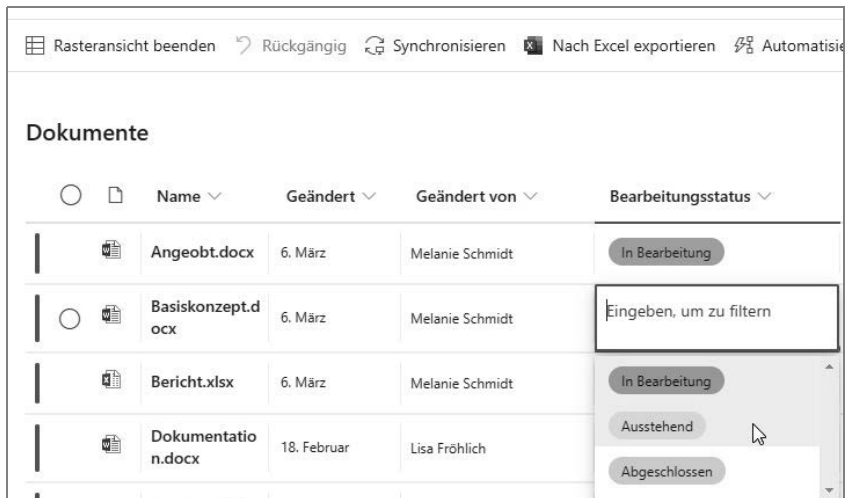 Rasteransicht beenden Rückgängig Synchronisieren Nach Excel exportieren Automatisie
Dokumente
Name Geändert Geändert von Bearbeitungsstatus
Angeobt.docx 6. März Melanie Schmidt In Bearbeitung
Basiskonzept.d
ocx 6. März Melanie Schmidt Eingeben, um zu filtern
Bericht.xlsx 6. März Melanie Schmidt In Bearbeitung
Ausstehend
Dokumentatio
n.docx 18. Februar Lisa Fröhlich
Abgeschlossen